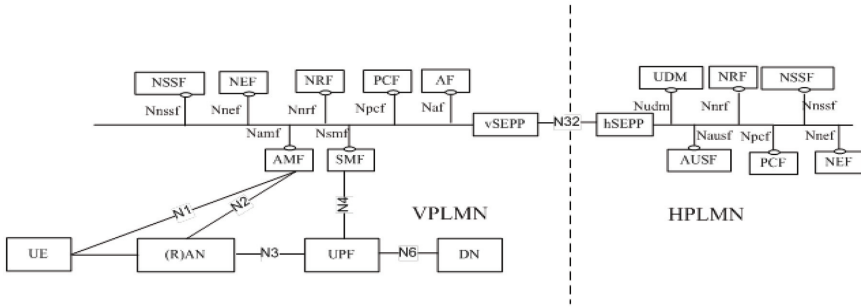 NSSF NEF NRF PCF AF UDM NRF NSSF
Nnssf Nnef Nnrf Npcf Naf Nudm Nnrf Nnssf
vSEPP N32 hSEPP
Namf Nsmf Nausf Npcf Nnef
AMF SMF AUSF PCF NEF
N1 N2 N4 VPLMN HPLMN
UE (R)AN N3 UPF N6 DN